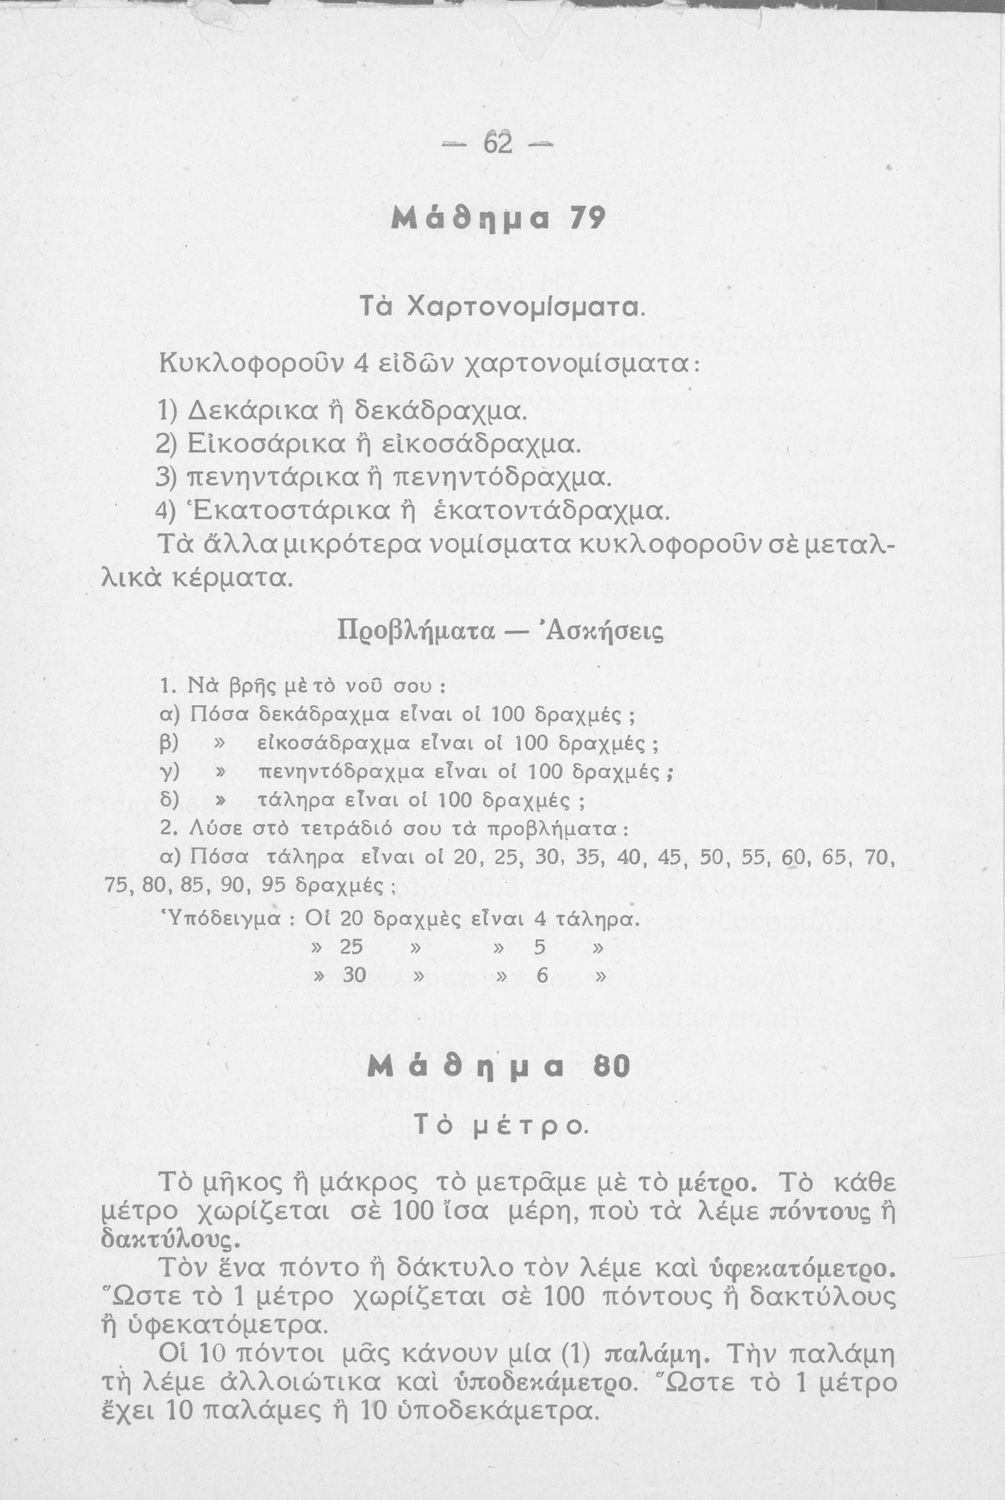 — 62 —
Μάθημα 79
Τὰ Χαρτονομίσματα.
Κυκλοφοροῦν 4 εἰδῶν χαρτονομίσματα:
1) Δεκάρικα ἢ δεκάδραχμα.
2) Εἰκοσάρικα ἢ εἰκοσάδραχμα.
3) πενηντάρικα ἢ πενηντόδραχμα.
4) Ἑκατοστάρικα ἢ ἑκατοντάδραχμα.
Τὰ ἄλλα μικρότερα νομίσματα κυκλοφοροῦν σὲ μεταλ-
λικὰ κέρματα.
Προβλήματα — Ἀσκήσεις
1. Νὰ βρῆς μὲ τὸ νοῦ σου :
α) Πόσα δεκάδραχμα εἶναι οἱ 100 δραχμές ;
β) » εἰκοσάδραχμα εἶναι οἱ 100 δραχμές ;
γ) » πενηντόδραχμα εἶναι οἱ 100 δραχμές ;
δ) » τάληρα εἶναι οἱ 100 δραχμές ;
2. Λύσε στὸ τετράδιό σου τὰ προβλήματα :
α) Πόσα τάληρα εἶναι οἱ 20, 25, 30, 35, 40, 45, 50, 55, 60, 65, 70,
75, 80, 85, 90, 95 δραχμές ;
Ὑπόδειγμα : Οἱ 20 δραχμὲς εἶναι 4 τάληρα.
» 25 » » 5 »
» 30 » » 6 »
Μάθημα 80
Τὸ μέτρο.
Τὸ μῆκος ἢ μάκρος τὸ μετρᾶμε μὲ τὸ μέτρο. Τὸ κάθε
μέτρο χωρίζεται σὲ 100 ἴσα μέρη, ποὺ τὰ λέμε πόντους ἢ
δακτύλους.
Τὸν ἕνα πόντο ἢ δάκτυλο τὸν λέμε καὶ ὑφεκατόμετρο.
Ὥστε τὸ 1 μέτρο χωρίζεται σὲ 100 πόντους ἢ δακτύλους
ἢ ὑφεκατόμετρα.
Οἱ 10 πόντοι μᾶς κάνουν μία (1) παλάμη. Τὴν παλάμη
τὴ λέμε ἀλλοιώτικα καὶ ὑποδεκάμετρο. Ὥστε τὸ 1 μέτρο
ἔχει 10 παλάμες ἢ 10 ὑποδεκάμετρα.